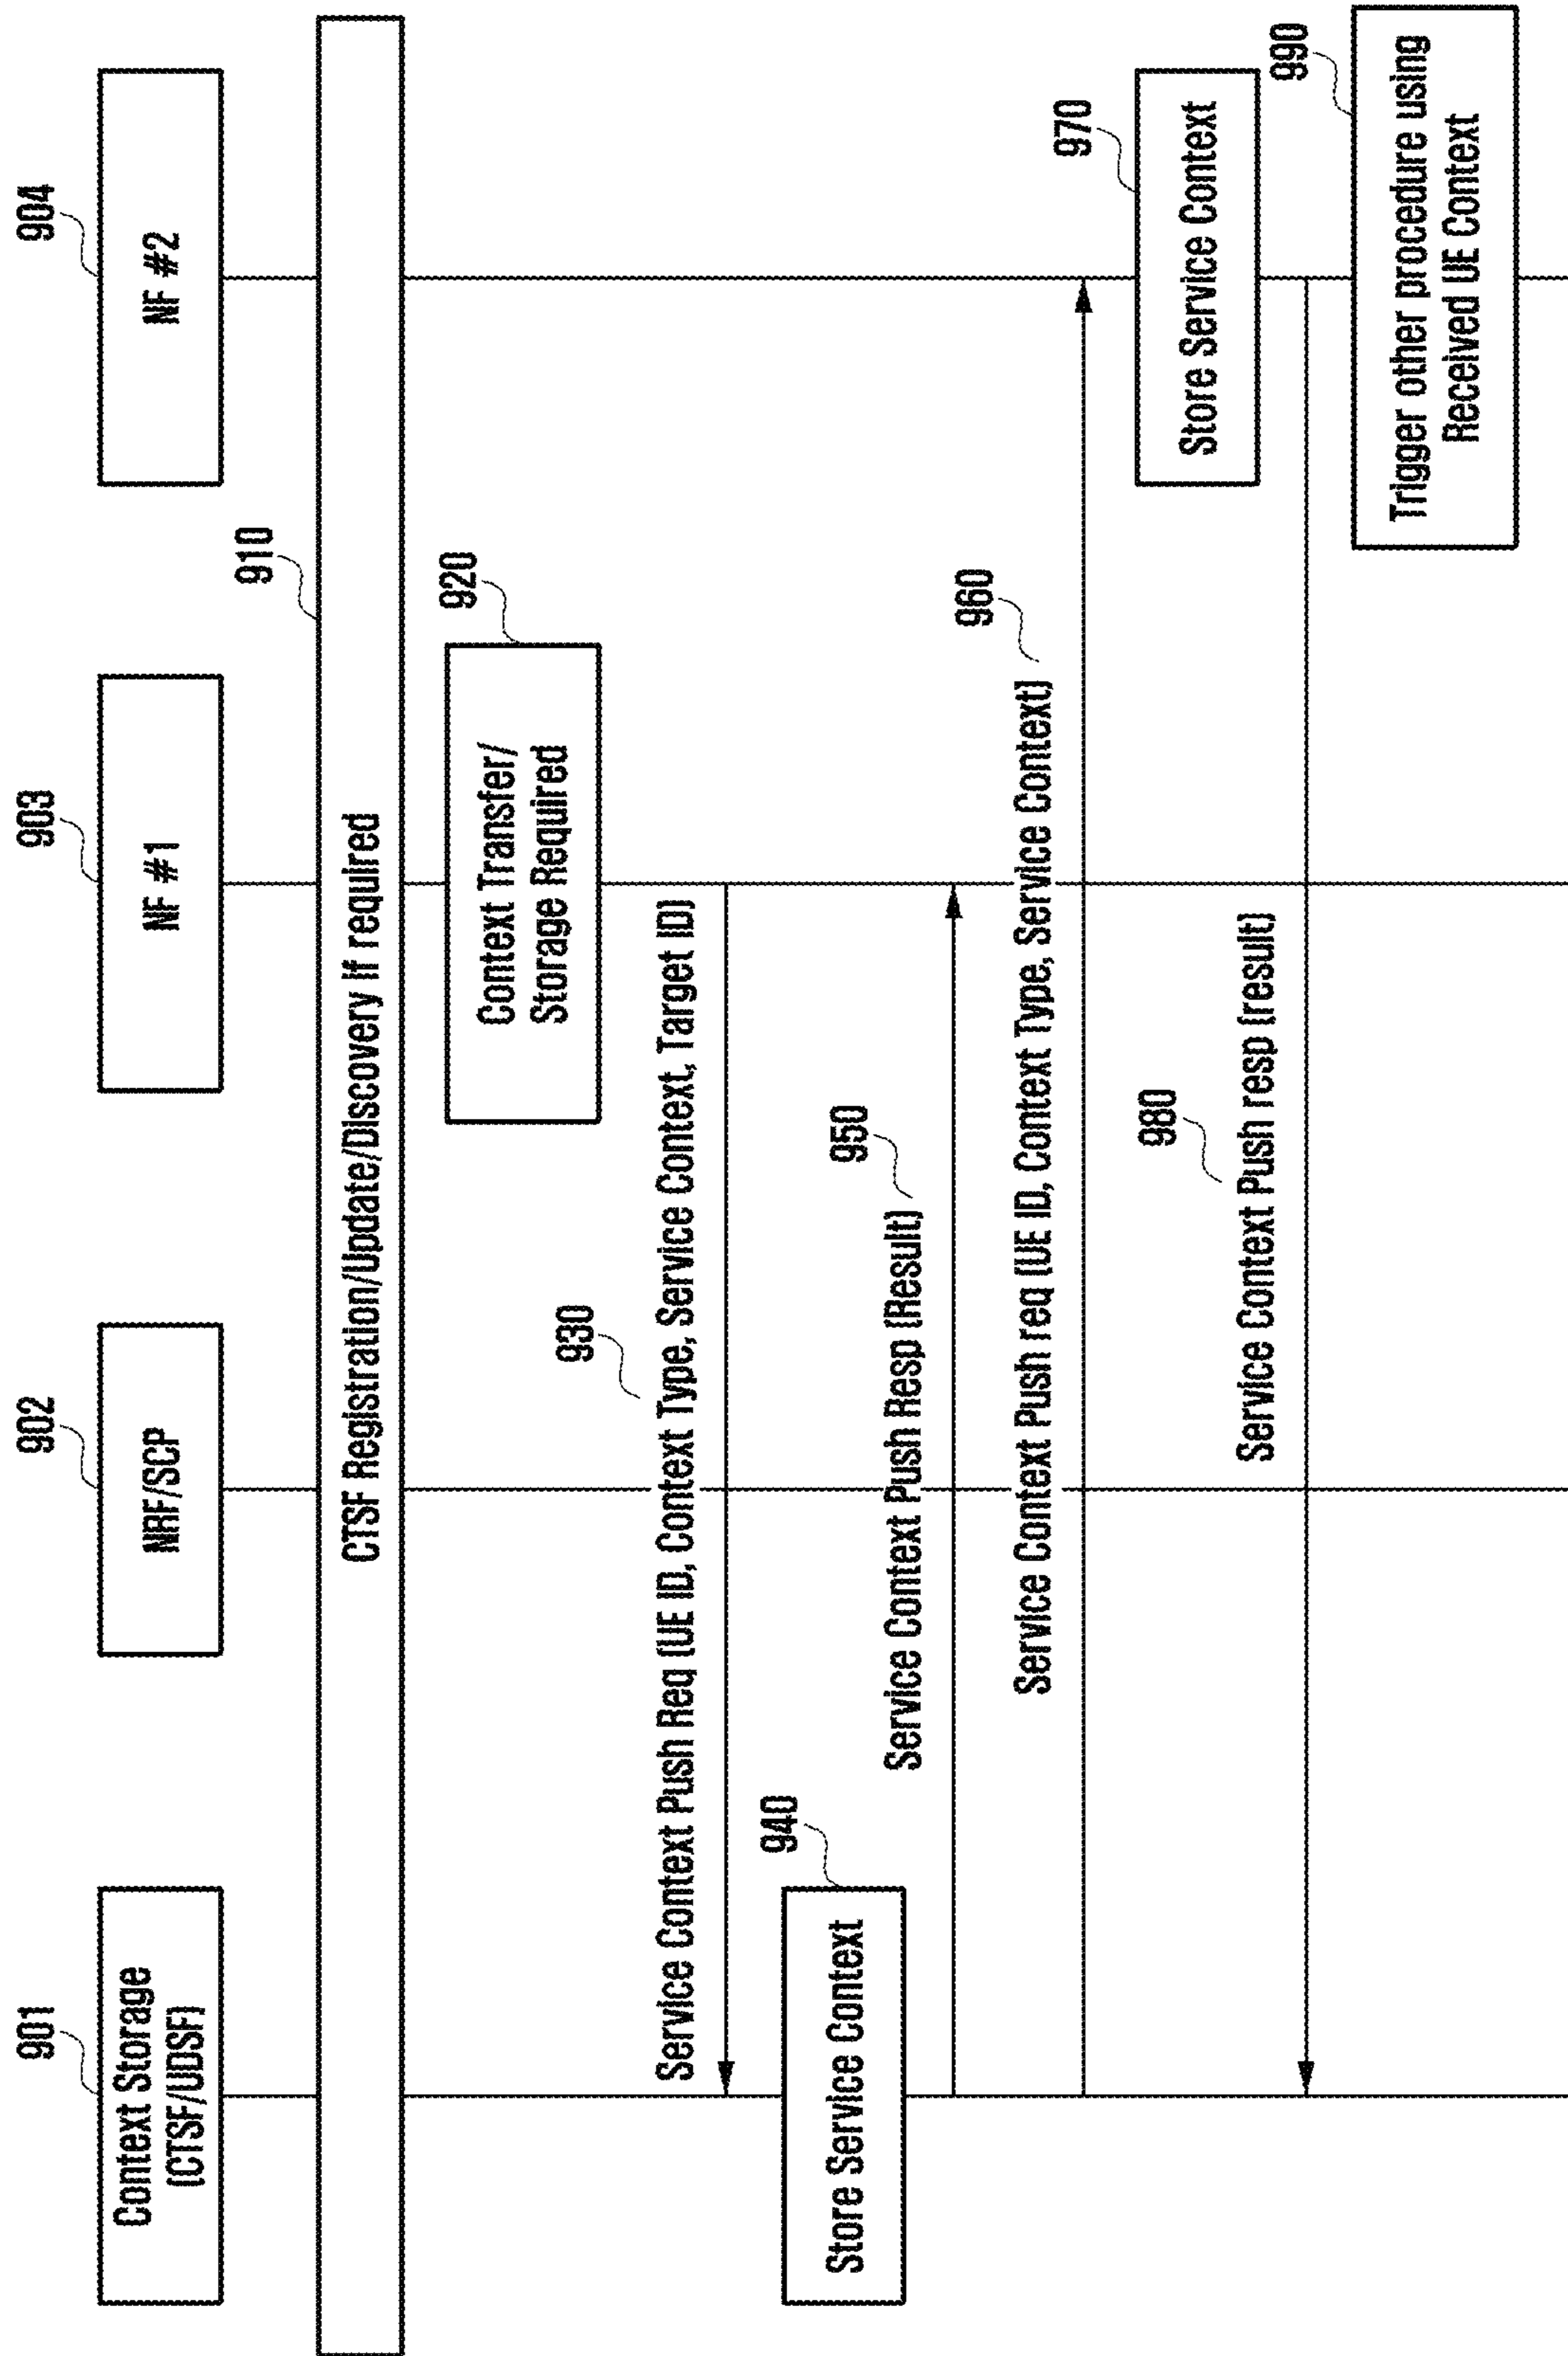 901
Context Storage
(CTSF/UDSF)
902
NRF/SCP
903
NF #1
904
NF #2
910
CTSF Registration/Update/Discovery if required
920
Context Transfer/
Storage Required
930
Service Context Push Req (UE ID, Context Type, Service Context, Target ID)
940
Store Service Context
950
Service Context Push Resp (Result)
960
Service Context Push req (UE ID, Context Type, Service Context)
970
Store Service Context
980
Service Context Push resp (result)
990
Trigger other procedure using
Received UE Context